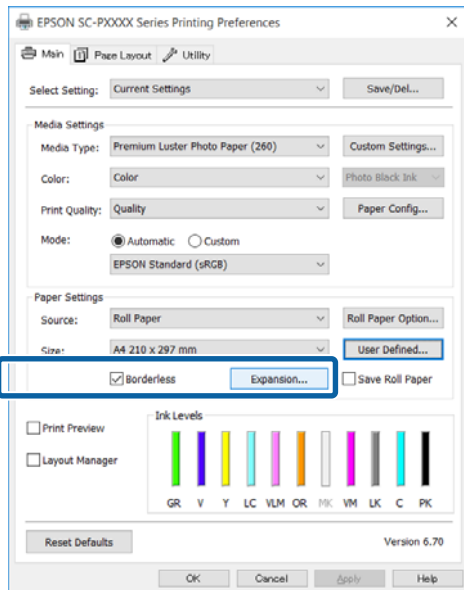 EPSON SC-PXXXX Series Printing Preferences
Main Page Layout Utility
Select Setting: Current Settings Save/Del...
Media Settings
Media Type: Premium Luster Photo Paper (260) Custom Settings...
Color: Color Photo Black Ink
Print Quality: Quality Paper Config...
Mode: Automatic Custom
EPSON Standard (sRGB)
Paper Settings
Source: Roll Paper Roll Paper Option...
Size: A4 210 x 297 mm User Defined...
Borderless Expansion... Save Roll Paper
Print Preview
Layout Manager
Ink Levels
GR V Y LC VLM OR MK VM LK C PK
Reset Defaults Version 6.70
OK Cancel Apply Help